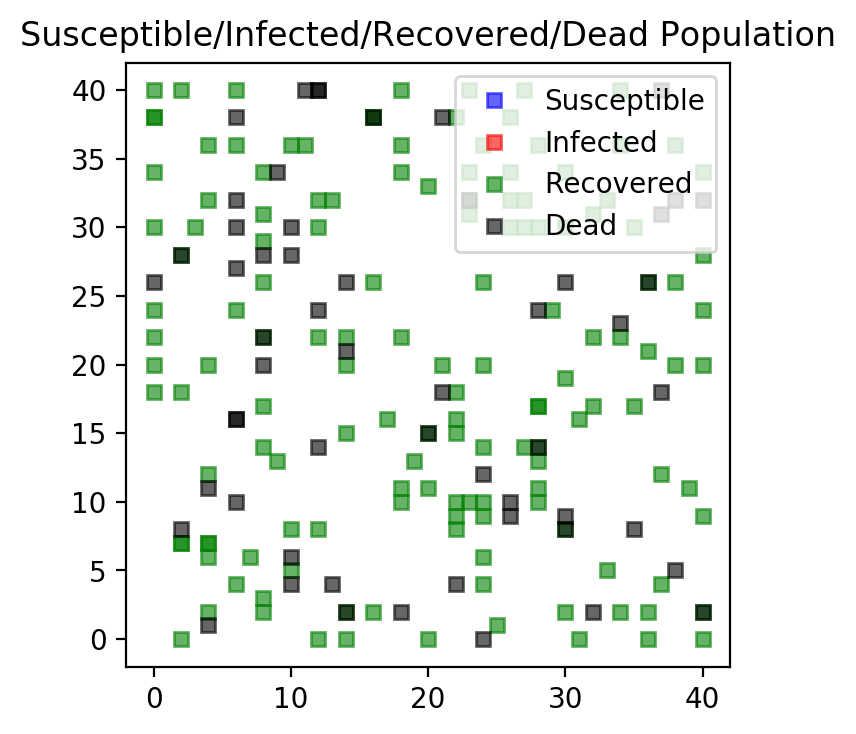 Susceptible/Infected/Recovered/Dead Population
40
35
30
25
20
15
10
5
0
Susceptible
Infected
Recovered
Dead
0 10 20 30 40